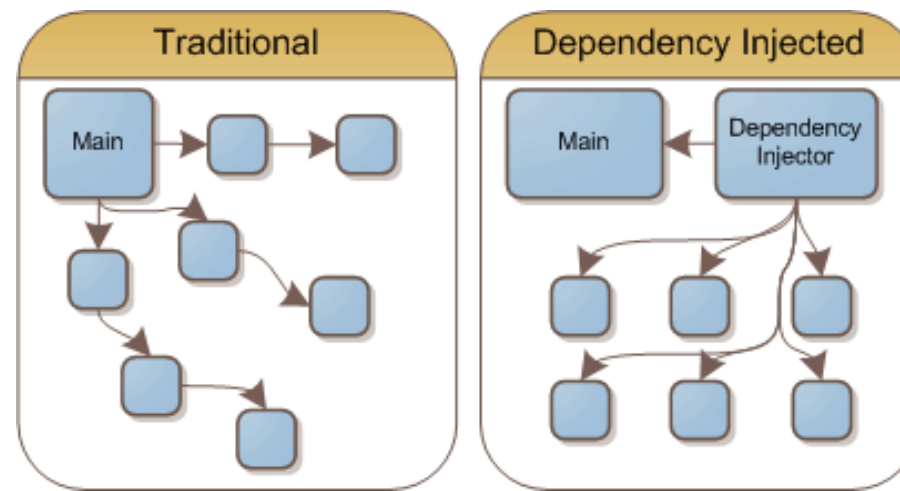 Traditional
Main
Dependency Injected
Main
Dependency
Injector